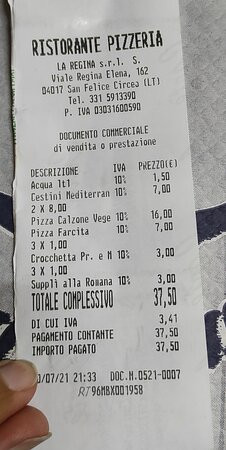 RISTORANTE PIZZERIA
LA REGINA s.r.l. S.
Viale Regina Elena, 162
04017 San Felice Circeo (LT)
Tel. 331 5913390
P. IVA 03031600590
DOCUMENTO COMMERCIALE
di vendita o prestazione
DESCRIZIONE IVA PREZZO(€)
Acqua 1tl 10% 1,50
Cestini Mediterran 10% 7,00
2 X 8,00
Pizza Calzone Vege 10% 16,00
Pizza Farcita 10% 7,00
3 X 1,00
Crocchetta Pr. e M 10% 3,00
3 X 1,00
Supplì alla Romana 10% 3,00
TOTALE COMPLESSIVO 37,50
DI CUI IVA 3,41
PAGAMENTO CONTANTE 37,50
IMPORTO PAGATO 37,50
0/07/21 21:33 DOC.N.0521-0007
RT 96MBX001958